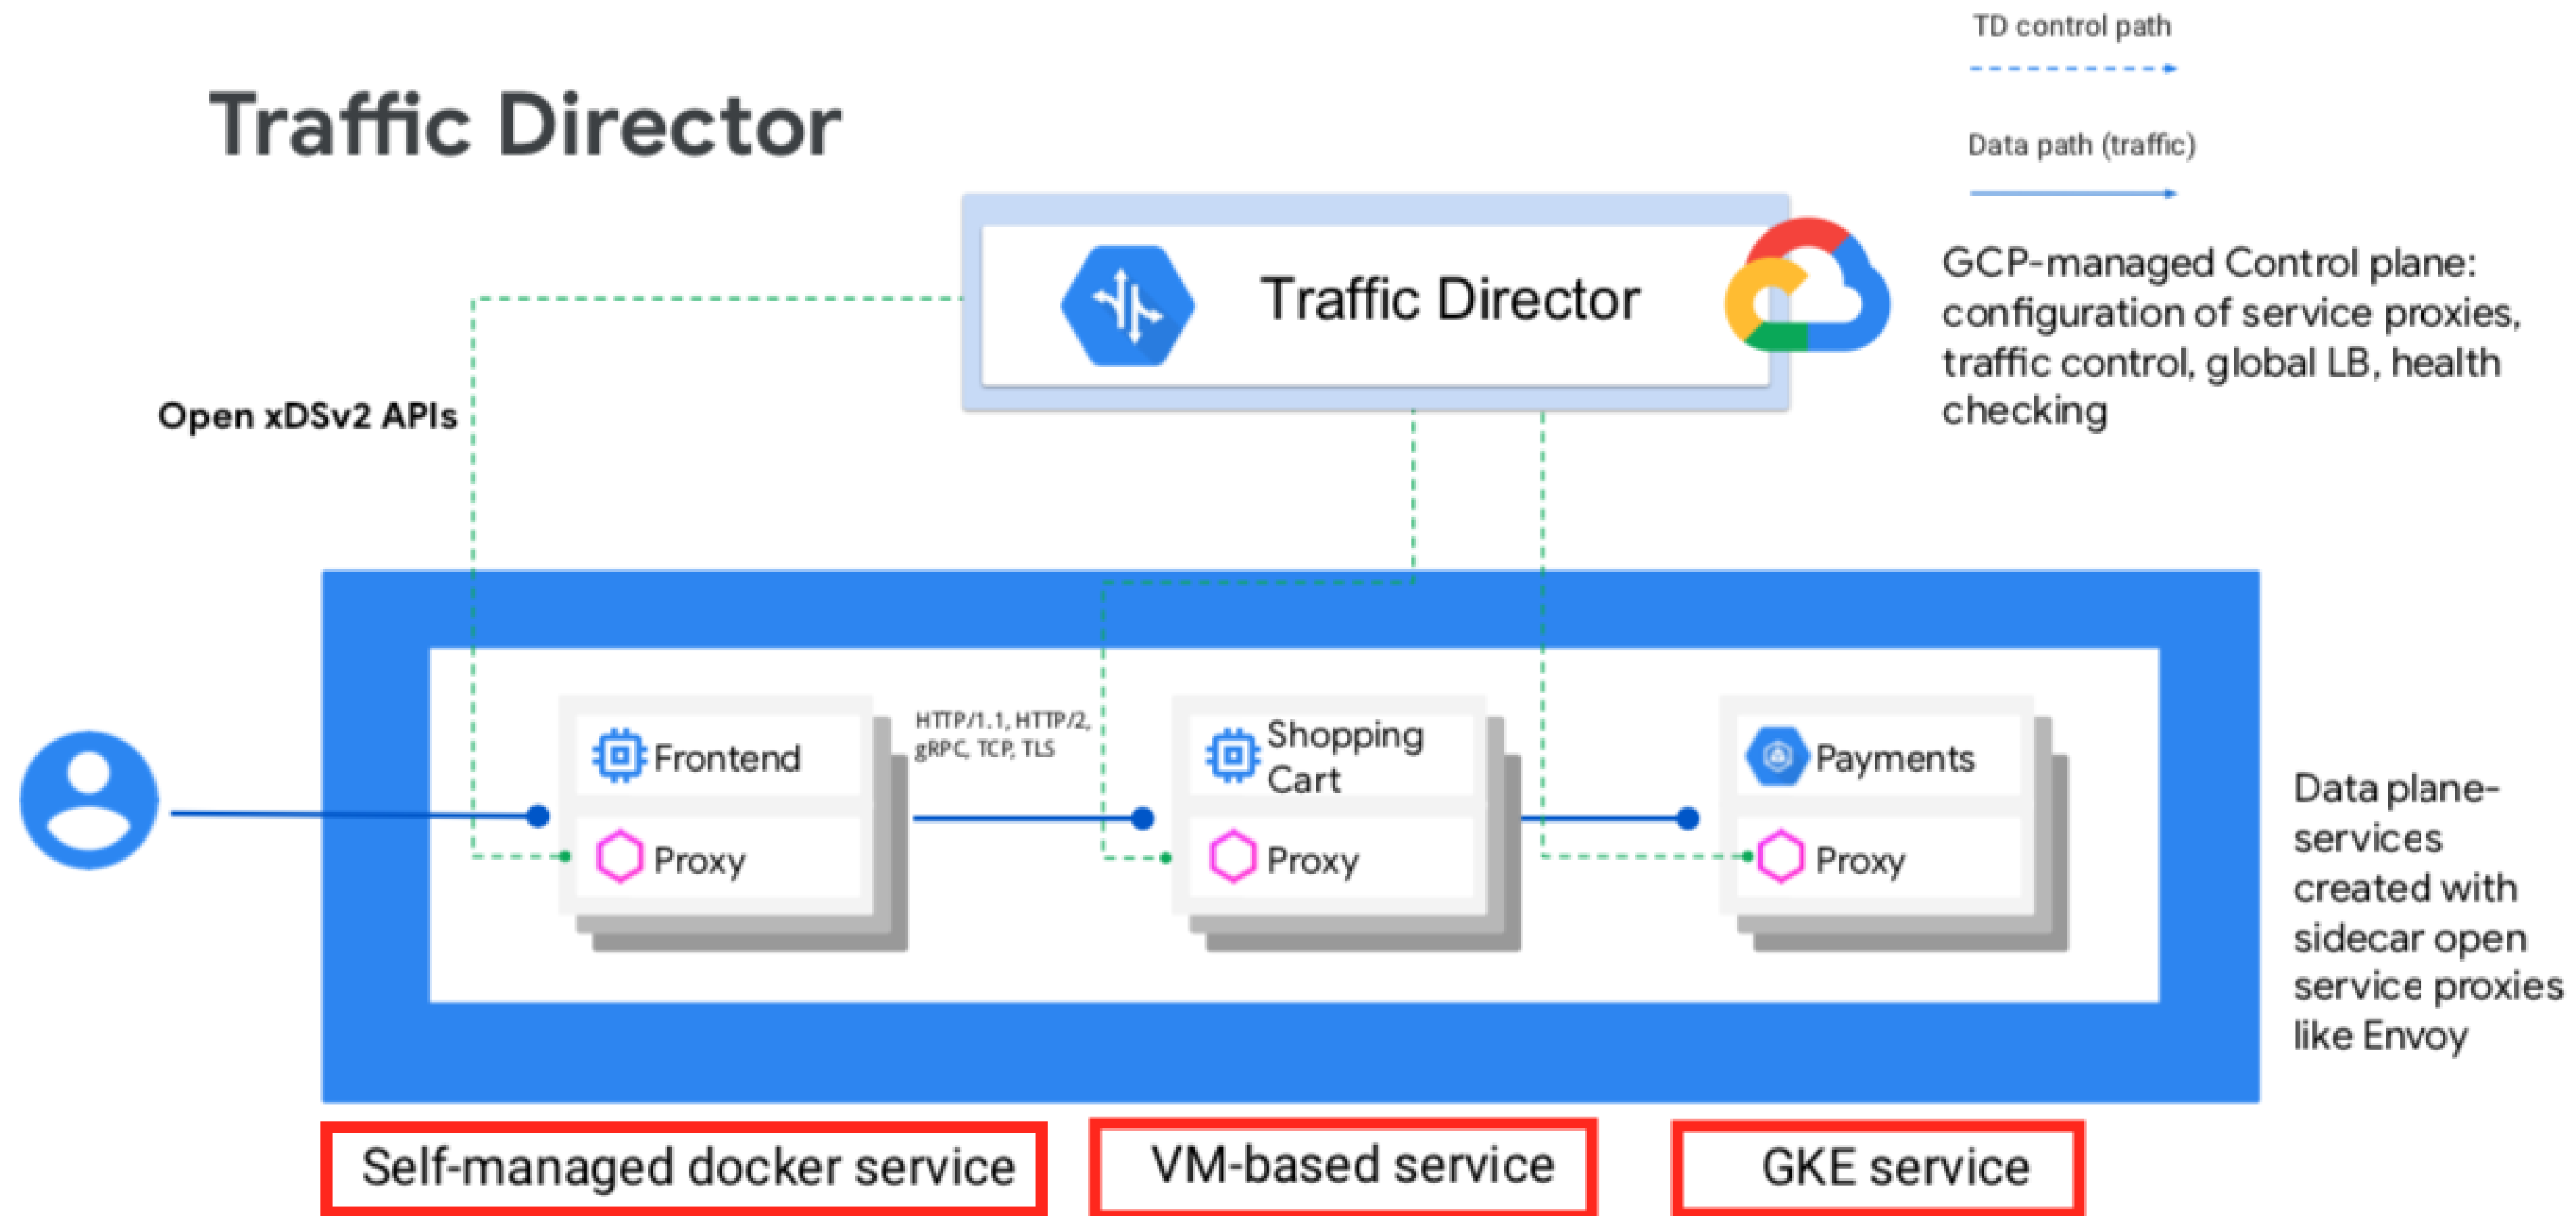 TD control path
Traffic Director
Data path (traffic)
Traffic Director
GCP-managed Control plane:
configuration of service proxies,
traffic control, global LB, health
checking
Open xDSv2 APIs
HTTP/1.1, HTTP/2,
gRPC, TCP, TLS
Frontend
Proxy
Shopping
Cart
Proxy
Payments
Proxy
Data plane-
services
created with
sidecar open
service proxies
like Envoy
Self-managed docker service
VM-based service
GKE service